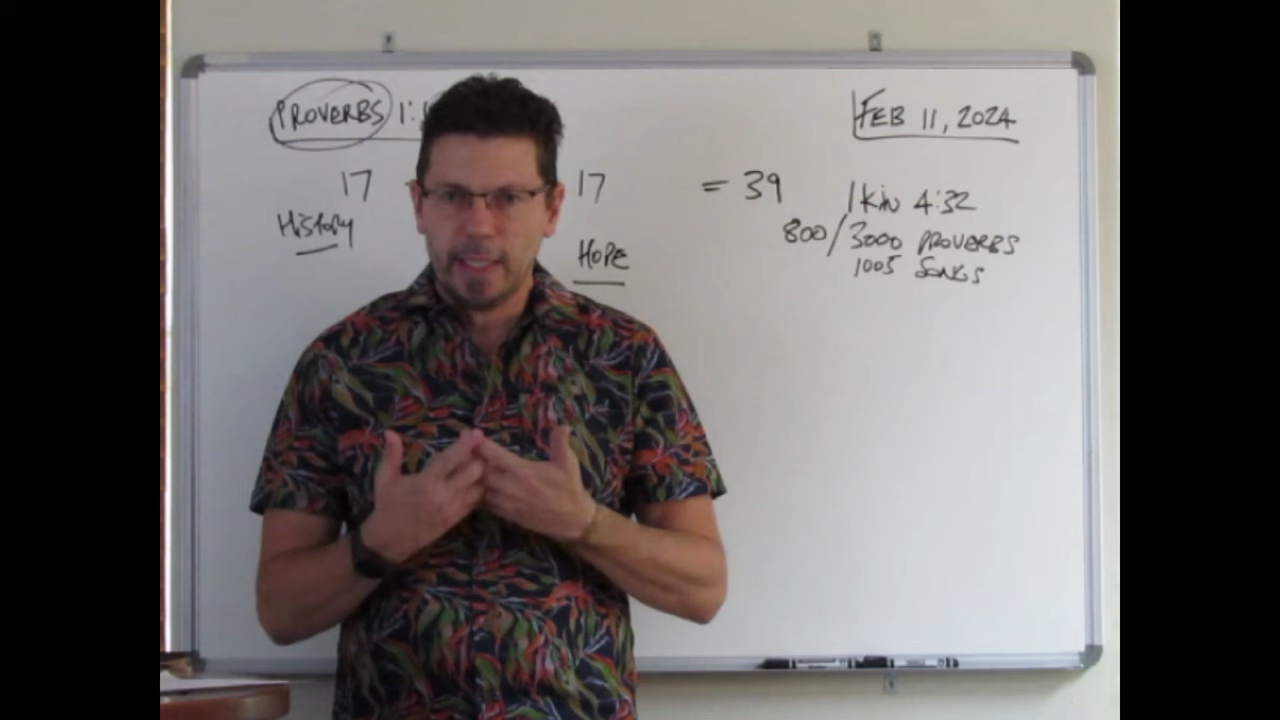 PROVERBS 1:1
FEB 11, 2024
17 17 = 39
History
HOPE
1 Kin 4:32
800/3000 PROVERBS
1005 SONGS